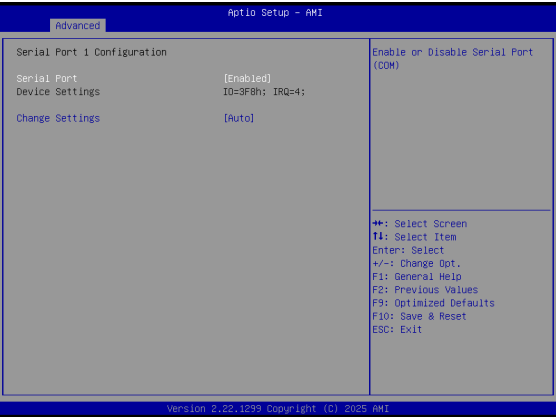 Aptio Setup - AMI
Advanced
Serial Port 1 Configuration
Serial Port [Enabled]
Device Settings IO=3F8h; IRQ=4;
Change Settings [Auto]
Enable or Disable Serial Port
(COM)
→←: Select Screen
↑↓: Select Item
Enter: Select
+/-: Change Opt.
F1: General Help
F2: Previous Values
F9: Optimized Defaults
F10: Save & Reset
ESC: Exit
Version 2.22.1299 Copyright (C) 2025 AMI